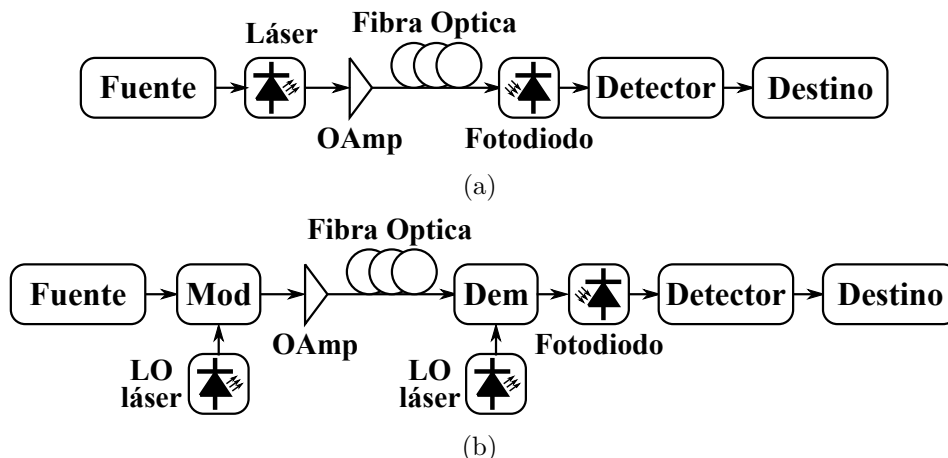 Fibra Optica
Láser
Fuente
Detector
Destino
OAmp
Fotodiodo
(a)
Fibra Optica
Fuente
Mod
Dem
Detector
Destino
OAmp
Fotodiodo
LO
láser
LO
láser
(b)